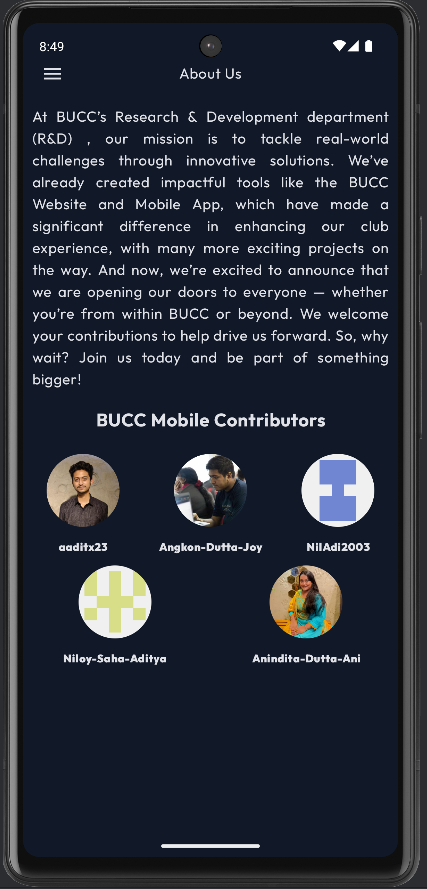 8:49
About Us
At BUCC's Research & Development department
(R&D) , our mission is to tackle real-world
challenges through innovative solutions. We've
already created impactful tools like the BUCC
Website and Mobile App, which have made a
significant difference in enhancing our club
experience, with many more exciting projects on
the way. And now, we're excited to announce that
we are opening our doors to everyone — whether
you're from within BUCC or beyond. We welcome
your contributions to help drive us forward. So, why
wait? Join us today and be part of something
bigger!
BUCC Mobile Contributors
aaditx23 Angkon-Dutta-Joy NilAdi2003
Niloy-Saha-Aditya Anindita-Dutta-Ani